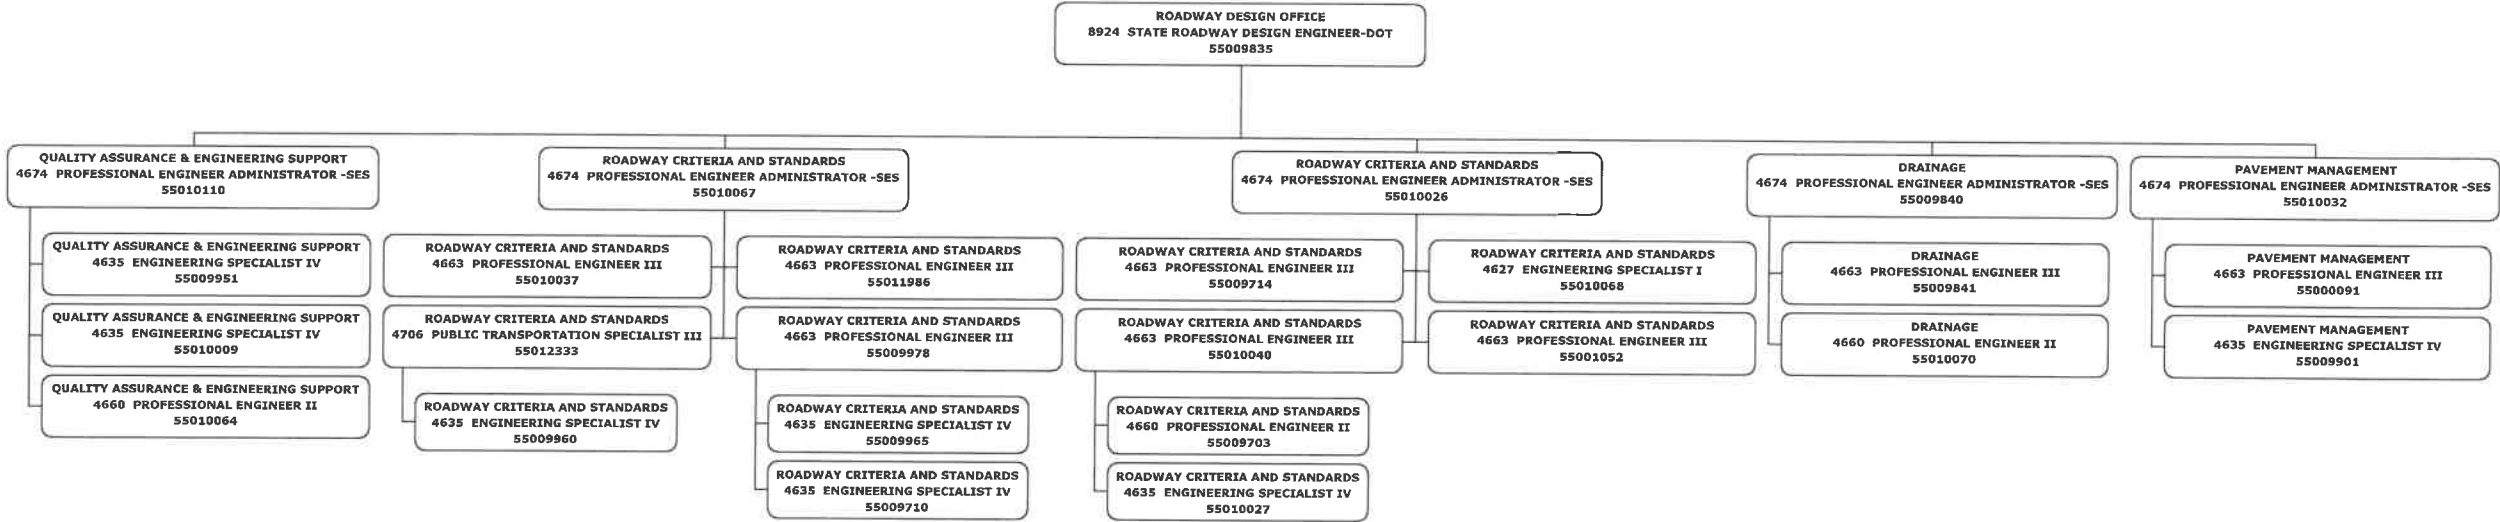 ROADWAY DESIGN OFFICE
8924 STATE ROADWAY DESIGN ENGINEER-DOT
55009835
QUALITY ASSURANCE & ENGINEERING SUPPORT
4674 PROFESSIONAL ENGINEER ADMINISTRATOR -SES
55010110
QUALITY ASSURANCE & ENGINEERING SUPPORT
4635 ENGINEERING SPECIALIST IV
55009951
QUALITY ASSURANCE & ENGINEERING SUPPORT
4635 ENGINEERING SPECIALIST IV
55010009
QUALITY ASSURANCE & ENGINEERING SUPPORT
4660 PROFESSIONAL ENGINEER II
55010064
ROADWAY CRITERIA AND STANDARDS
4674 PROFESSIONAL ENGINEER ADMINISTRATOR -SES
55010067
ROADWAY CRITERIA AND STANDARDS
4663 PROFESSIONAL ENGINEER III
55010037
ROADWAY CRITERIA AND STANDARDS
4663 PROFESSIONAL ENGINEER III
55011986
ROADWAY CRITERIA AND STANDARDS
4706 PUBLIC TRANSPORTATION SPECIALIST III
55012333
ROADWAY CRITERIA AND STANDARDS
4635 ENGINEERING SPECIALIST IV
55009960
ROADWAY CRITERIA AND STANDARDS
4663 PROFESSIONAL ENGINEER III
55009978
ROADWAY CRITERIA AND STANDARDS
4635 ENGINEERING SPECIALIST IV
55009965
ROADWAY CRITERIA AND STANDARDS
4635 ENGINEERING SPECIALIST IV
55009710
ROADWAY CRITERIA AND STANDARDS
4674 PROFESSIONAL ENGINEER ADMINISTRATOR -SES
55010026
ROADWAY CRITERIA AND STANDARDS
4663 PROFESSIONAL ENGINEER III
55009714
ROADWAY CRITERIA AND STANDARDS
4627 ENGINEERING SPECIALIST I
55010068
ROADWAY CRITERIA AND STANDARDS
4663 PROFESSIONAL ENGINEER III
55010040
ROADWAY CRITERIA AND STANDARDS
4660 PROFESSIONAL ENGINEER II
55009703
ROADWAY CRITERIA AND STANDARDS
4635 ENGINEERING SPECIALIST IV
55010027
ROADWAY CRITERIA AND STANDARDS
4663 PROFESSIONAL ENGINEER III
55001052
DRAINAGE
4674 PROFESSIONAL ENGINEER ADMINISTRATOR -SES
55009840
DRAINAGE
4663 PROFESSIONAL ENGINEER III
55009841
DRAINAGE
4660 PROFESSIONAL ENGINEER II
55010070
PAVEMENT MANAGEMENT
4674 PROFESSIONAL ENGINEER ADMINISTRATOR -SES
55010032
PAVEMENT MANAGEMENT
4663 PROFESSIONAL ENGINEER III
55000091
PAVEMENT MANAGEMENT
4635 ENGINEERING SPECIALIST IV
55009901